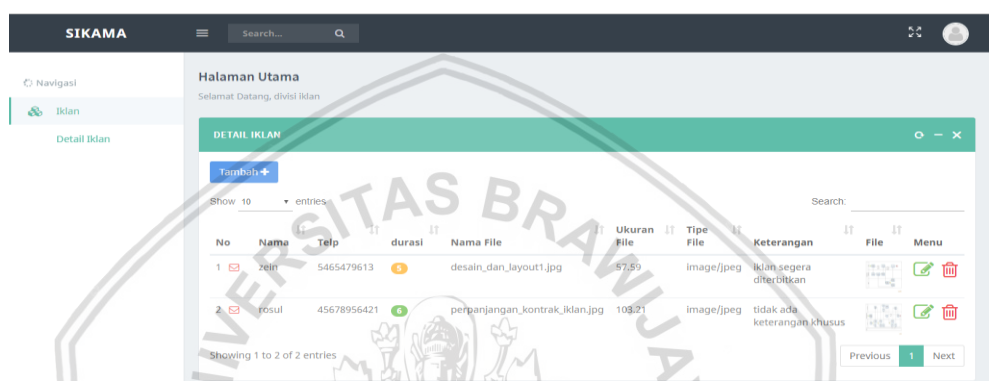 SIKAMA
Search...
Navigasi
Iklan
Detail Iklan
Halaman Utama
Selamat Datang, divisi iklan
DETAIL IKLAN
Tambah +
Show 10 entries
Search:
No Nama Telp durasi Nama File Ukuran File Tipe File Keterangan File Menu
1 zein 5465479613 5 desain_dan_layout1.jpg 57.59 image/jpeg iklan segera
diterbitkan
2 rosul 45678956421 6 perpanjangan_kontrak_iklan.jpg 103.21 image/jpeg tidak ada
keterangan khusus
Showing 1 to 2 of 2 entries
Previous 1 Next
UNIVERSITAS BRAWIJAYA